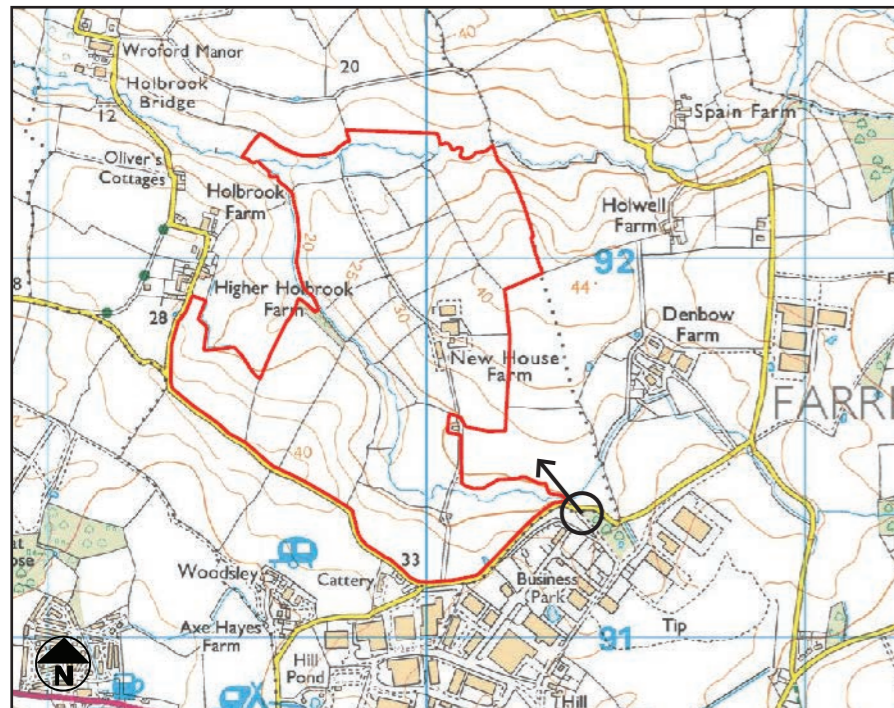 Wroford Manor
Holbrook
Bridge
12
20
40
Spain Farm
Oliver's
Cottages
Holbrook
Farm
20
Holwell
Farm
92
8
28
Higher Holbrook
Farm
25
30
40
44
Denbow
Farm
New House
Farm
FARR
40
33
Woodsley
Cattery
Business
Park
Tip
Axe Hayes
Farm
91
Hill
Pond
Hill
N